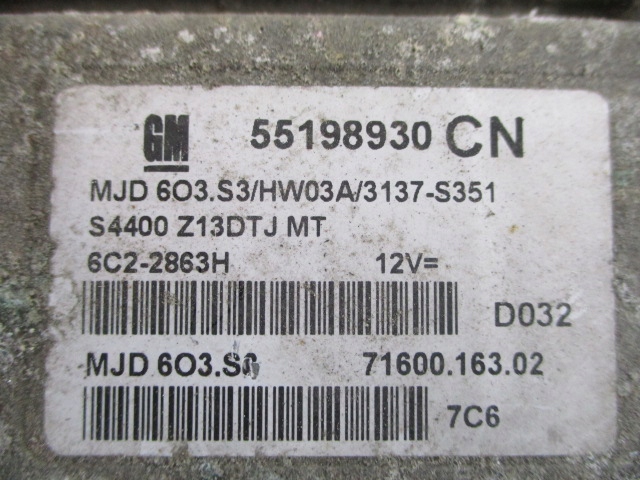 GM 55198930 CN
MJD 6O3.S3/HW03A/3137-S351
S4400 Z13DTJ MT
6C2-2863H 12V=
D032
MJD 71600.163.02
7C6